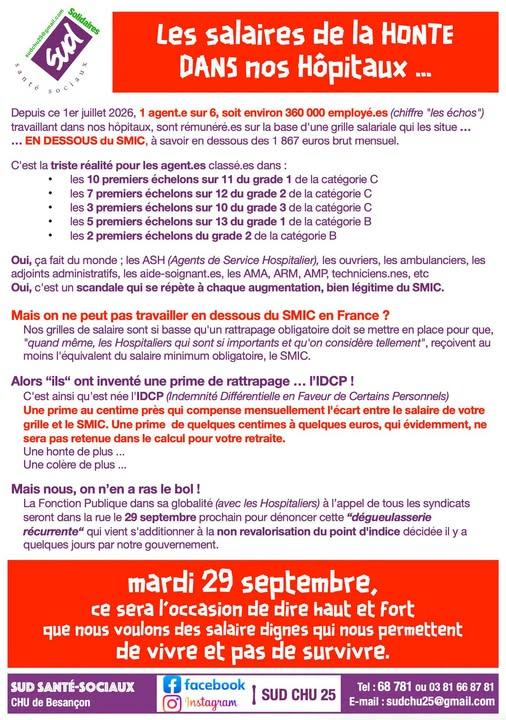 Solidaires
sudchu25@gmail.com
sud
santé sociaux
Les salaires de la HONTE
DANS nos Hôpitaux ...
Depuis ce 1er juillet 2026, 1 agent.e sur 6, soit environ 360 000 employé.es (chiffre "les échos")
travaillant dans nos hôpitaux, sont rémunéré.es sur la base d'une grille salariale qui les situe ...
... EN DESSOUS du SMIC, à savoir en dessous des 1 867 euros brut mensuel.
C'est la triste réalité pour les agent.es classé.es dans :
• les 10 premiers échelons sur 11 du grade 1 de la catégorie C
• les 7 premiers échelons sur 12 du grade 2 de la catégorie C
• les 3 premiers échelons sur 10 du grade 3 de la catégorie C
• les 5 premiers échelons sur 13 du grade 1 de la catégorie B
• les 2 premiers échelons du grade 2 de la catégorie B
Oui, ça fait du monde ; les ASH (Agents de Service Hospitalier), les ouvriers, les ambulanciers, les
adjoints administratifs, les aide-soignant.es, les AMA, ARM, AMP, techniciens.nes, etc
Oui, c'est un scandale qui se répète à chaque augmentation, bien légitime du SMIC.
Mais on ne peut pas travailler en dessous du SMIC en France ?
Nos grilles de salaire sont si basse qu'un rattrapage obligatoire doit se mettre en place pour que,
"quand même, les Hospitaliers qui sont si importants et qu'on considère tellement", reçoivent au
moins l'équivalent du salaire minimum obligatoire, le SMIC.
Alors “ils“ ont inventé une prime de rattrapage ... l’IDCP !
C'est ainsi qu'est née l'IDCP (Indemnité Différentielle en Faveur de Certains Personnels)
Une prime au centime près qui compense mensuellement l'écart entre le salaire de votre
grille et le SMIC. Une prime de quelques centimes à quelques euros, qui évidemment, ne
sera pas retenue dans le calcul pour votre retraite.
Une honte de plus ...
Une colère de plus ...
Mais nous, on n’en a ras le bol !
La Fonction Publique dans sa globalité (avec les Hospitaliers) à l’appel de tous les syndicats
seront dans la rue le 29 septembre prochain pour dénoncer cette “dégueulasserie
récurrente“ qui vient s'additionner à la non revalorisation du point d'indice décidée il y a
quelques jours par notre gouvernement.
mardi 29 septembre,
ce sera l’occasion de dire haut et fort
que nous voulons des salaire dignes qui nous permettent
de vivre et pas de survivre.
SUD SANTÉ-SOCIAUX
CHU de Besançon
facebook
Instagram
SUD CHU 25
Tel : 68 781 ou 03 81 66 87 81
E-mail : sudchu25@gmail.com